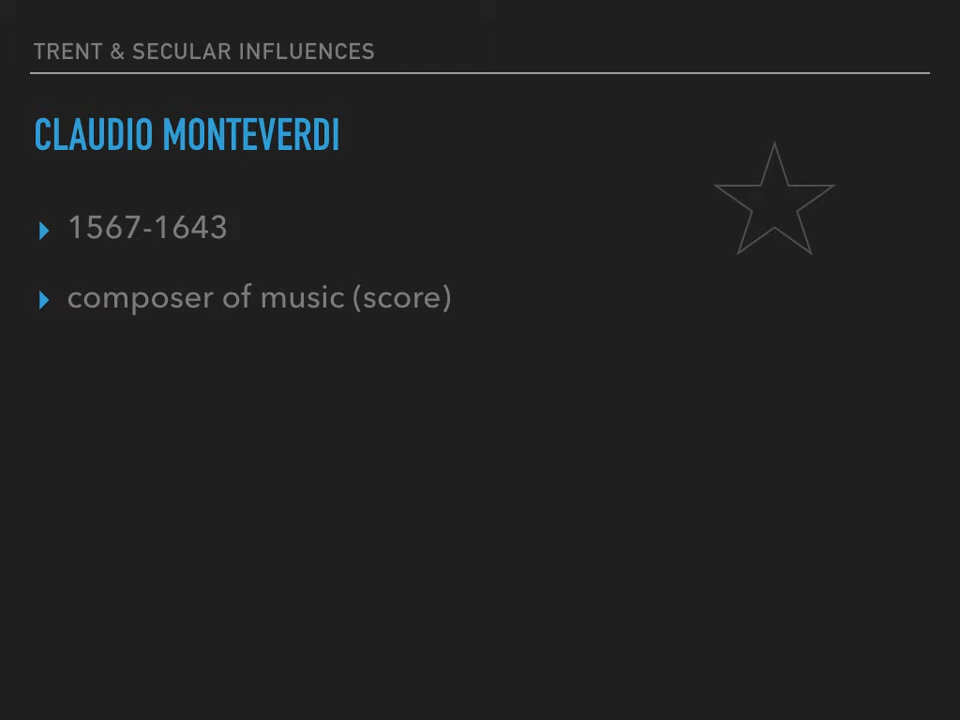 TRENT & SECULAR INFLUENCES
CLAUDIO MONTEVERDI
1567-1643
composer of music (score)